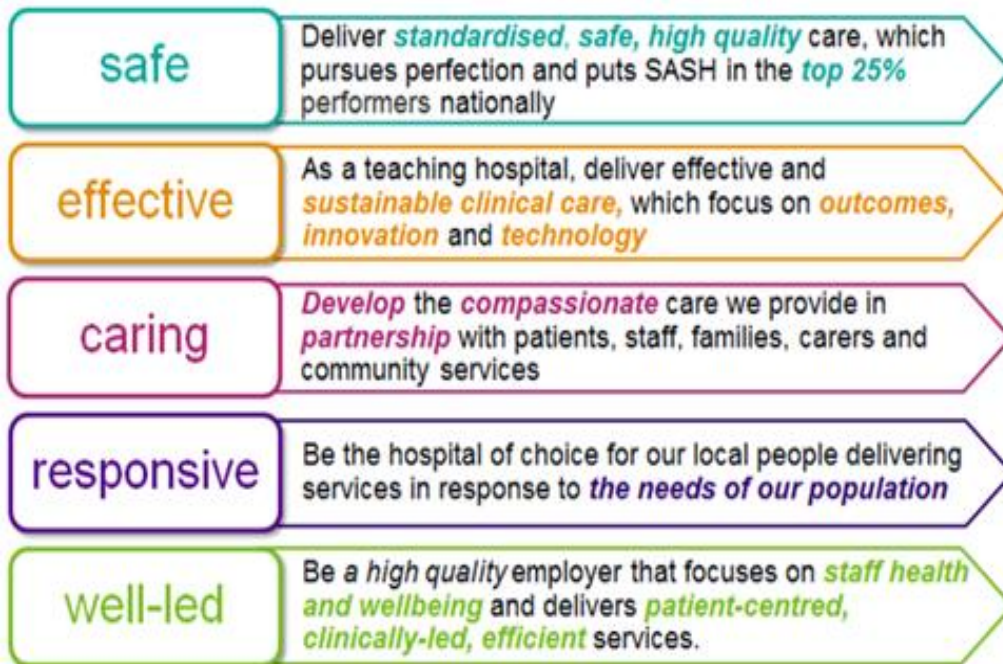 safe
Deliver standardised, safe, high quality care, which
pursues perfection and puts SASH in the top 25%
performers nationally
effective
As a teaching hospital, deliver effective and
sustainable clinical care, which focus on outcomes,
innovation and technology
caring
Develop the compassionate care we provide in
partnership with patients, staff, families, carers and
community services
responsive
Be the hospital of choice for our local people delivering
services in response to the needs of our population
well-led
Be a high quality employer that focuses on staff health
and wellbeing and delivers patient-centred,
clinically-led, efficient services.